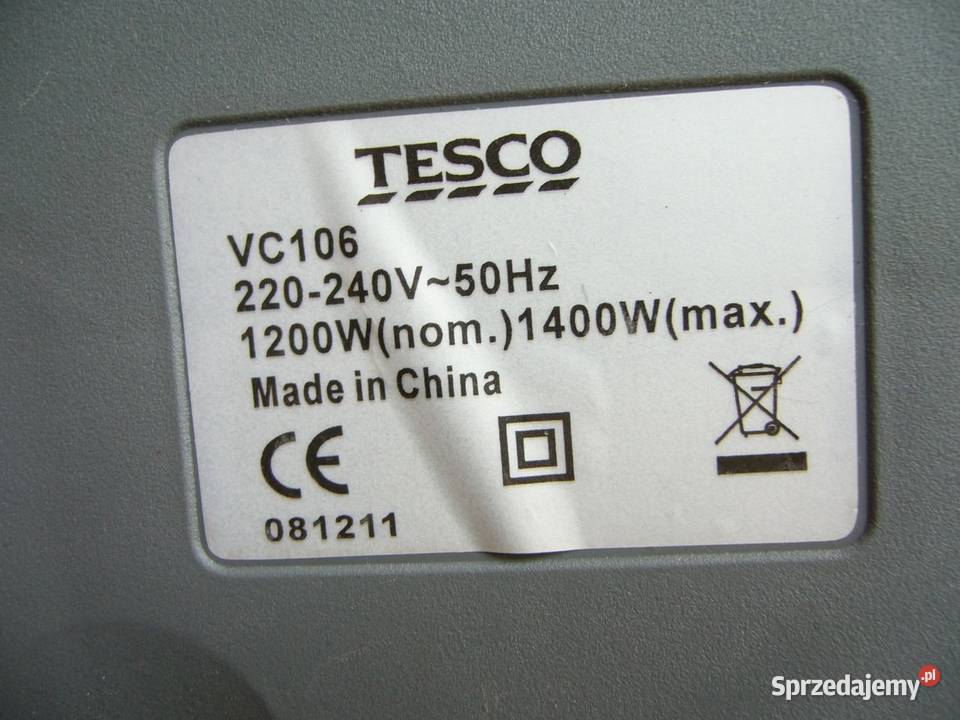 TESCO
VC106
220-240V~50Hz
1200W(nom.)1400W(max.)
Made in China
CE
081211
Sprzedajemy.pl